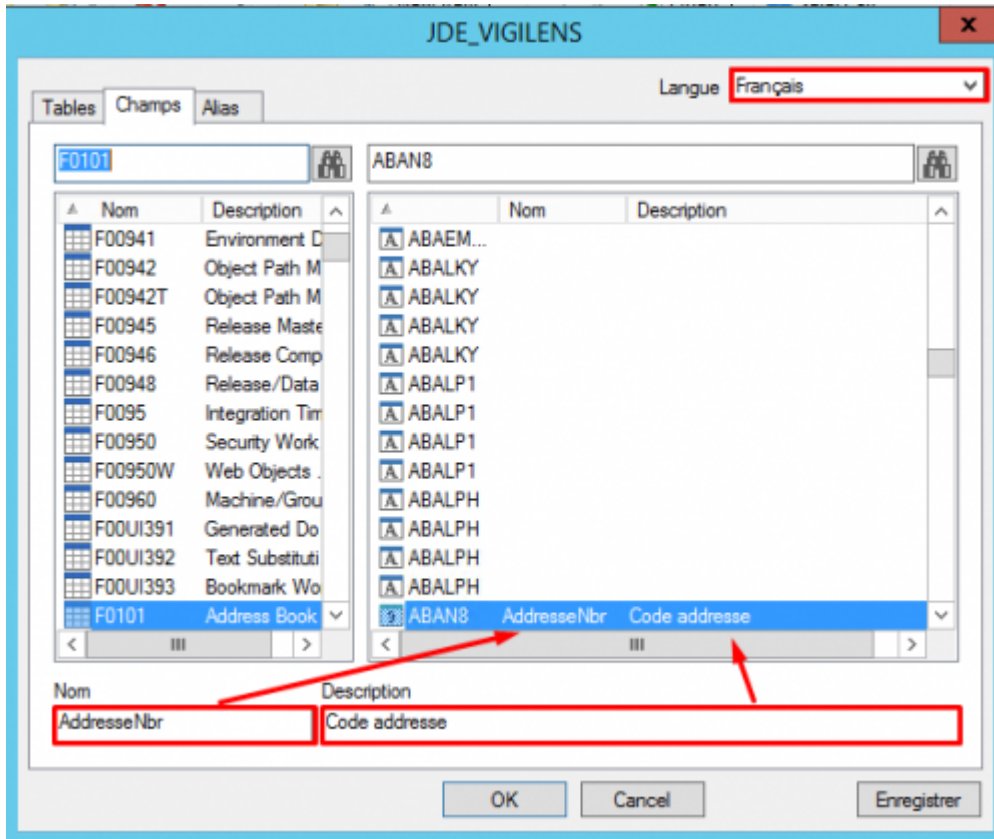 JDE_VIGILENS
Langue Français
Tables Champs Alias
F0101 ABAN8
Nom Description Nom Description
F00941 Environment D ABAEM...
F00942 Object Path M ABALKY
F00942T Object Path M ABALKY
F00945 Release Maste ABALKY
F00946 Release Comp ABALKY
F00948 Release/Data ABALP1
F0095 Integration Tim ABALP1
F00950 Security Work ABALP1
F00950W Web Objects . ABALP1
F00960 Machine/Grou ABALPH
F00UI391 Generated Do ABALPH
F00UI392 Text Substituti ABALPH
F00UI393 Bookmark Wo ABALPH
F0101 Address Book ABAN8 AddresseNbr Code addresse
Nom Description
AddresseNbr Code addresse
OK Cancel Enregistrer